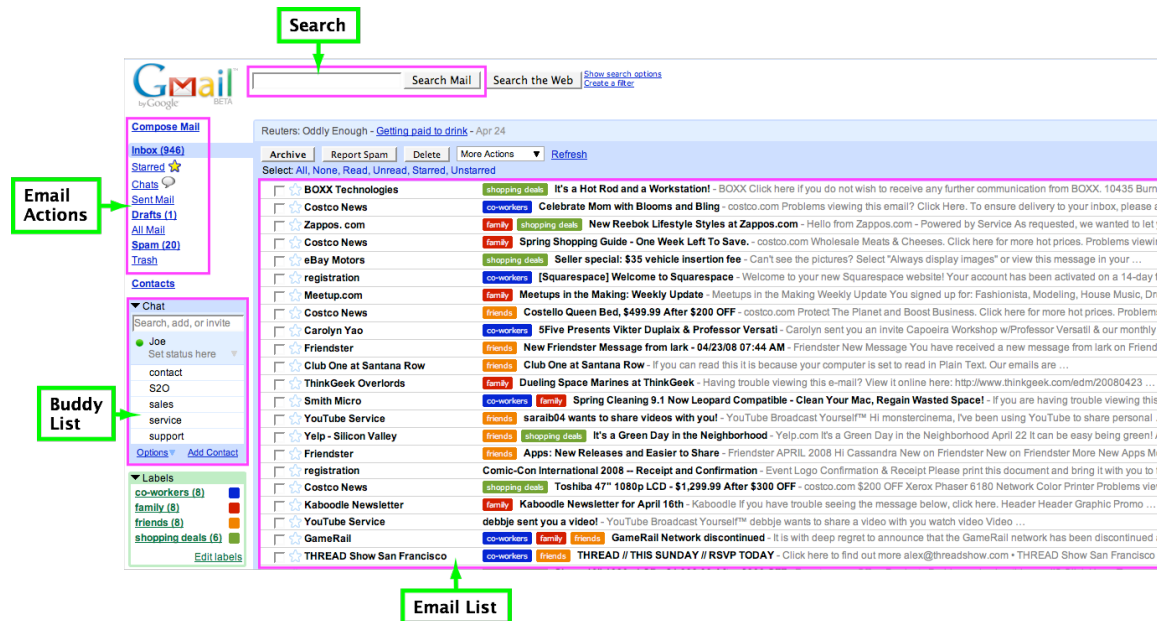 Search
Gmail
by Google BETA
Search Mail Search the Web Show search options
Create a filter
Compose Mail
Reuters: Oddly Enough - Getting paid to drink - Apr 24
Inbox (946)
Starred
Chats
Sent Mail
Drafts (1)
All Mail
Spam (20)
Trash
Contacts
Email
Actions
Archive Report Spam Delete More Actions Refresh
Select: All, None, Read, Unread, Starred, Unstarred
BOXX Technologies shopping deals It's a Hot Rod and a Workstation! - BOXX Click here if you do not wish to receive any further communication from BOXX. 10435 Burn
Costco News co-workers Celebrate Mom with Blooms and Bling - costco.com Problems viewing this email? Click Here. To ensure delivery to your inbox, please a
Zappos. com family shopping deals New Reebok Lifestyle Styles at Zappos.com - Hello from Zappos.com - Powered by Service As requested, we wanted to let
Costco News family Spring Shopping Guide - One Week Left To Save. - costco.com Wholesale Meats & Cheeses. Click here for more hot prices. Problems viewin
eBay Motors shopping deals Seller special: $35 vehicle insertion fee - Can't see the pictures? Select "Always display images" or view this message in your ...
registration co-workers [Squarespace] Welcome to Squarespace - Welcome to your new Squarespace website! Your account has been activated on a 14-day f
Meetup.com family Meetups in the Making: Weekly Update - Meetups in the Making Weekly Update You signed up for: Fashionista, Modeling, House Music, Dr
Costco News friends Costello Queen Bed, $499.99 After $200 OFF - costco.com Protect The Planet and Boost Business. Click here for more hot prices. Problems
Carolyn Yao co-workers 5Five Presents Vikter Duplaix & Professor Versati - Carolyn sent you an invite Capoeira Workshop w/Professor Versatil & our monthly
Friendster friends New Friendster Message from lark - 04/23/08 07:44 AM - Friendster New Message You have received a new message from lark on Friend
Club One at Santana Row friends Club One at Santana Row - If you can read this it is because your computer is set to read in Plain Text. Our emails are ...
ThinkGeek Overlords family Dueling Space Marines at ThinkGeek - Having trouble viewing this e-mail? View it online here: http://www.thinkgeek.com/edm/20080423 ...
Smith Micro co-workers family Spring Cleaning 9.1 Now Leopard Compatible - Clean Your Mac, Regain Wasted Space! - If you are having trouble viewing this
YouTube Service friends saraib04 wants to share videos with you! - YouTube Broadcast Yourself™ Hi monstercinema, I've been using YouTube to share personal
Yelp - Silicon Valley friends shopping deals It's a Green Day in the Neighborhood - Yelp.com It's a Green Day in the Neighborhood April 22 It can be easy being green!
Friendster friends Apps: New Releases and Easier to Share - Friendster APRIL 2008 Hi Cassandra New on Friendster New on Friendster More New Apps M
registration Comic-Con International 2008 -- Receipt and Confirmation - Event Logo Confirmation & Receipt Please print this document and bring it with you to
Costco News shopping deals Toshiba 47" 1080p LCD - $1,299.99 After $300 OFF - costco.com $200 OFF Xerox Phaser 6180 Network Color Printer Problems view
Kaboodle Newsletter family Kaboodle Newsletter for April 16th - Kaboodle If you have trouble seeing the message below, click here. Header Header Graphic Promo ...
YouTube Service debbje sent you a video! - YouTube Broadcast Yourself™ debbje wants to share a video with you watch video Video ...
GameRail co-workers family friends GameRail Network discontinued - It is with deep regret to announce that the GameRail network has been discontinued
THREAD Show San Francisco co-workers friends THREAD // THIS SUNDAY // RSVP TODAY - Click here to find out more alex@threadshow.com • THREAD Show San Francisco
Chat
Search, add, or invite
Joe
Set status here
contact
S2O
sales
service
support
Options Add Contact
Buddy
List
Labels
co-workers (8)
family (8)
friends (8)
shopping deals (6)
Edit labels
Email List